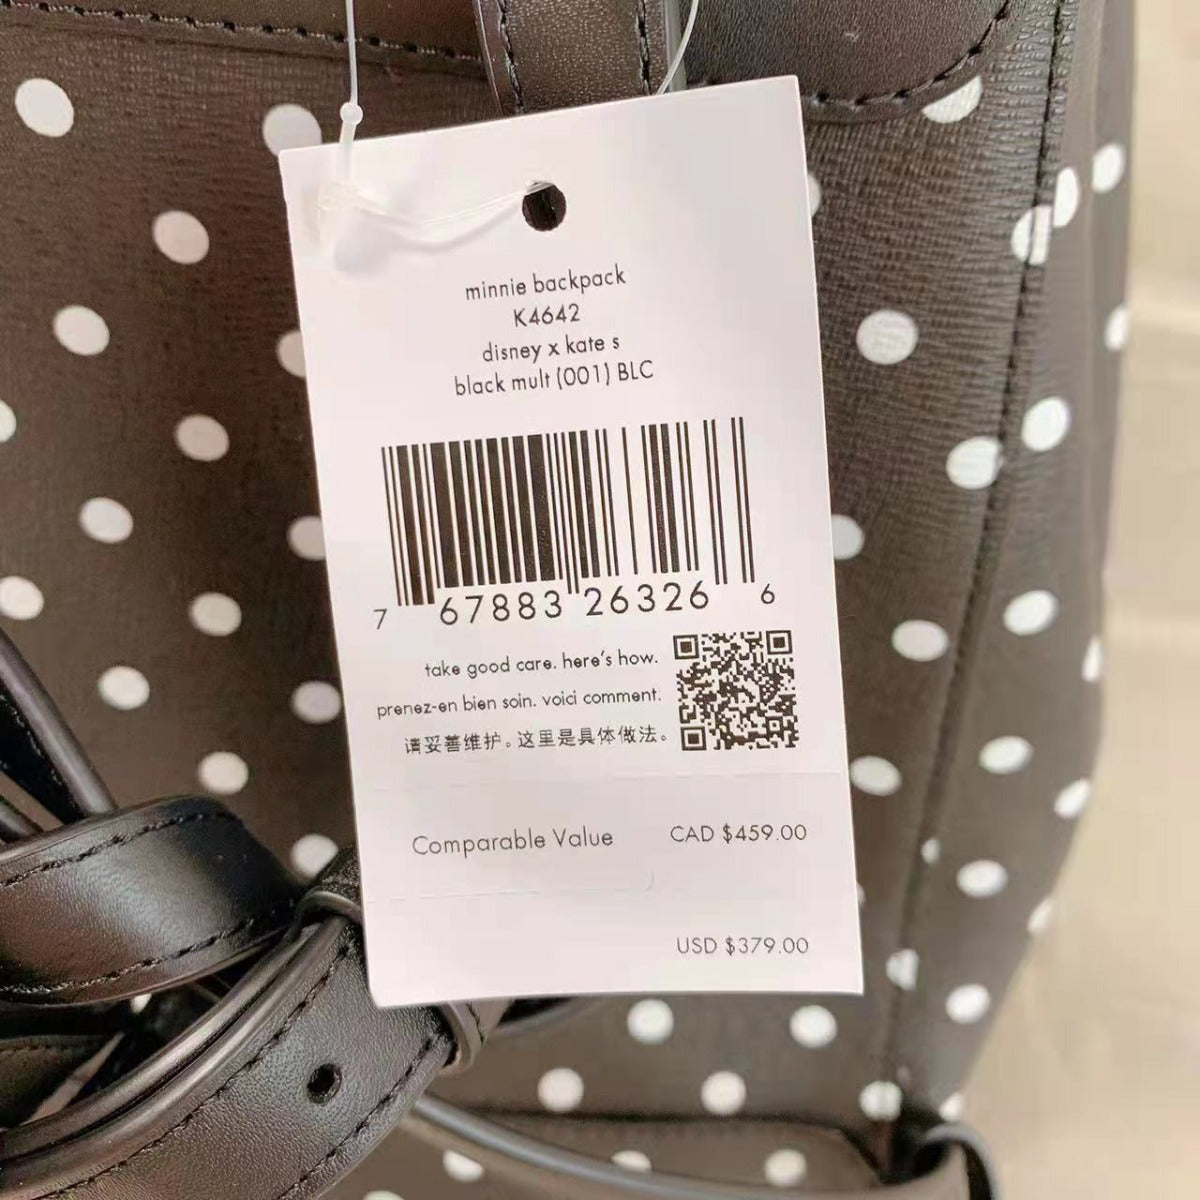 minnie backpack
K4642
disney x kate s
black mult (001) BLC
7 67883 26326 6
take good care. here's how.
prenez-en bien soin. voici comment.
请妥善维护。这里是具体做法。
Comparable Value CAD $459.00
USD $379.00